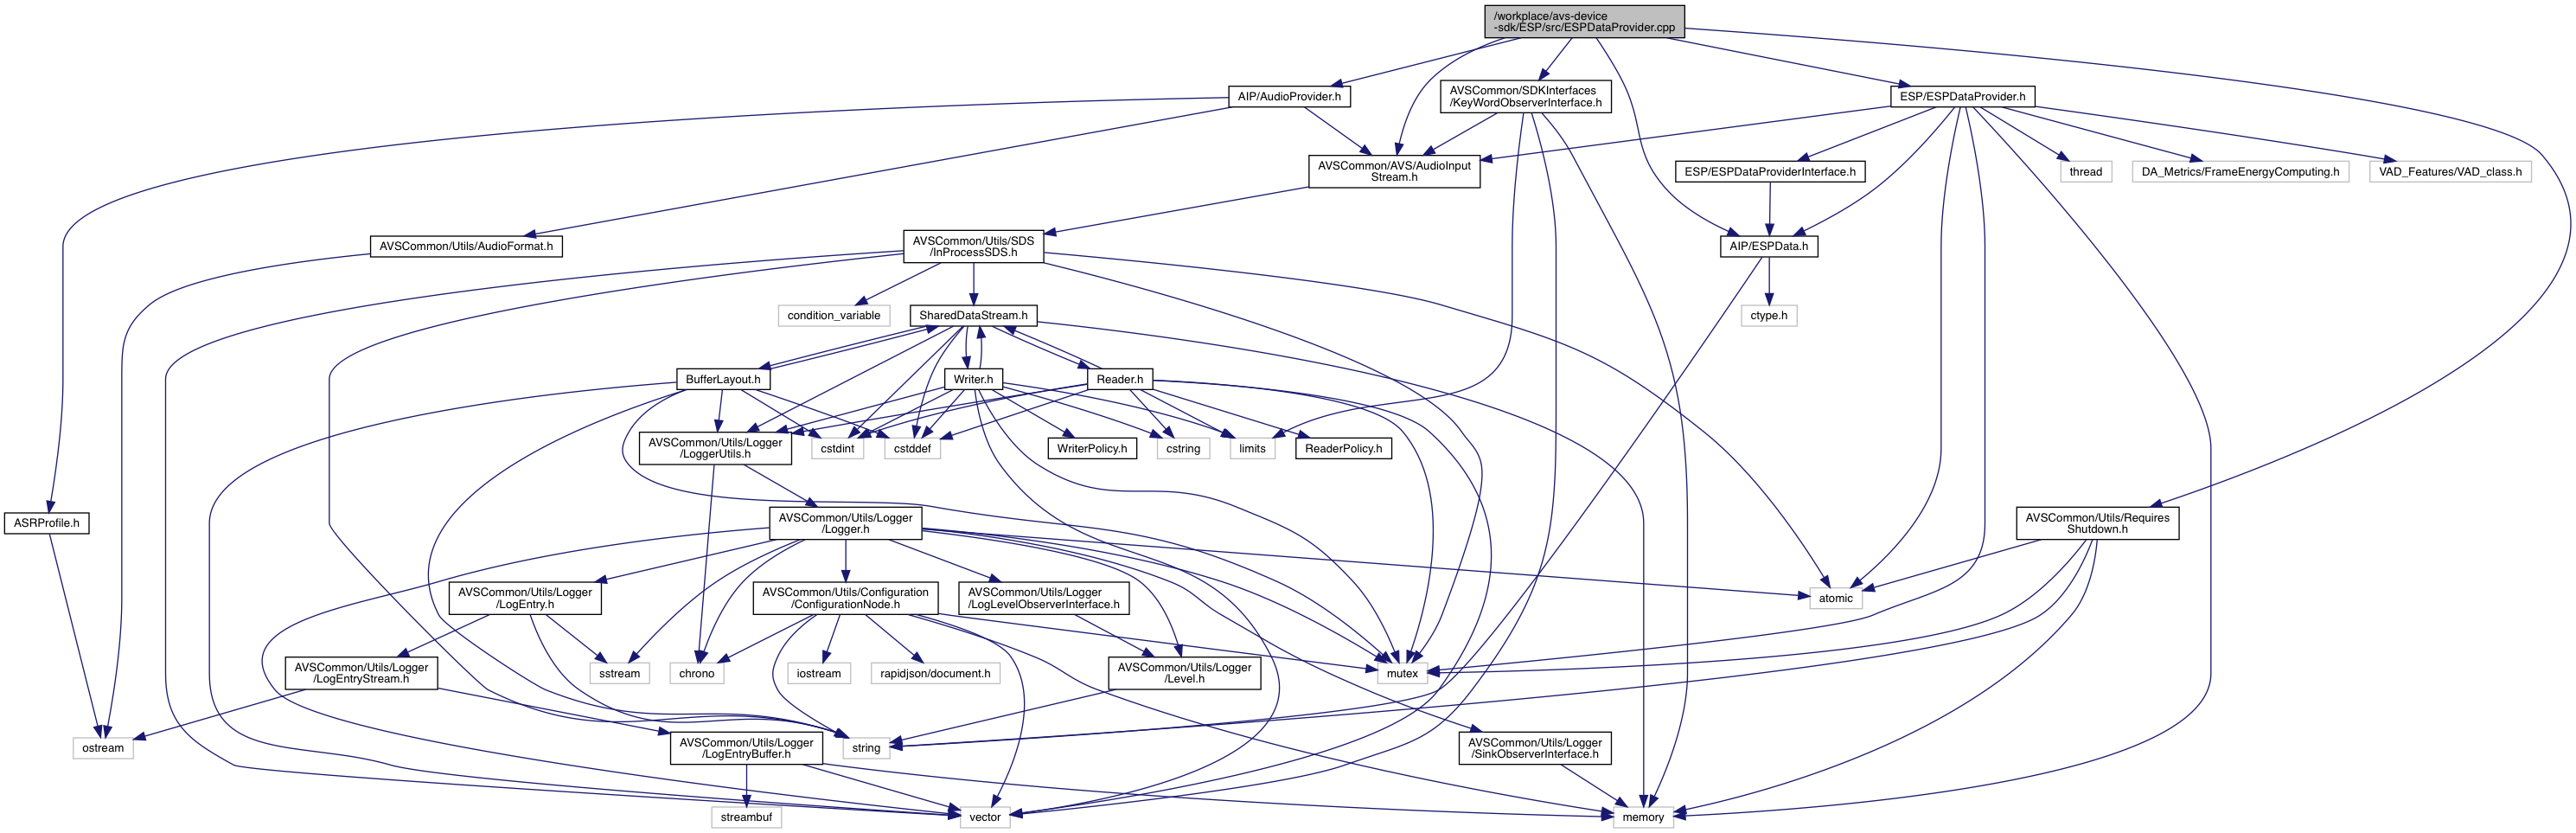 /workplace/avs-device
-sdk/ESP/src/ESPDataProvider.cpp
AIP/AudioProvider.h
AVSCommon/SDKInterfaces
/KeyWordObserverInterface.h
ESP/ESPDataProvider.h
AVSCommon/AVS/AudioInput
Stream.h
ESP/ESPDataProviderInterface.h
thread
DA_Metrics/FrameEnergyComputing.h
VAD_Features/VAD_class.h
AVSCommon/Utils/AudioFormat.h
AVSCommon/Utils/SDS
/InProcessSDS.h
AIP/ESPData.h
condition_variable
SharedDataStream.h
ctype.h
BufferLayout.h
Writer.h
Reader.h
AVSCommon/Utils/Logger
/LoggerUtils.h
cstdint
cstddef
WriterPolicy.h
cstring
limits
ReaderPolicy.h
ASRProfile.h
AVSCommon/Utils/Logger
/Logger.h
AVSCommon/Utils/Requires
Shutdown.h
AVSCommon/Utils/Logger
/LogEntry.h
AVSCommon/Utils/Configuration
/ConfigurationNode.h
AVSCommon/Utils/Logger
/LogLevelObserverInterface.h
atomic
AVSCommon/Utils/Logger
/LogEntryStream.h
sstream
chrono
iostream
rapidjson/document.h
AVSCommon/Utils/Logger
/Level.h
mutex
ostream
AVSCommon/Utils/Logger
/LogEntryBuffer.h
string
AVSCommon/Utils/Logger
/SinkObserverInterface.h
streambuf
vector
memory